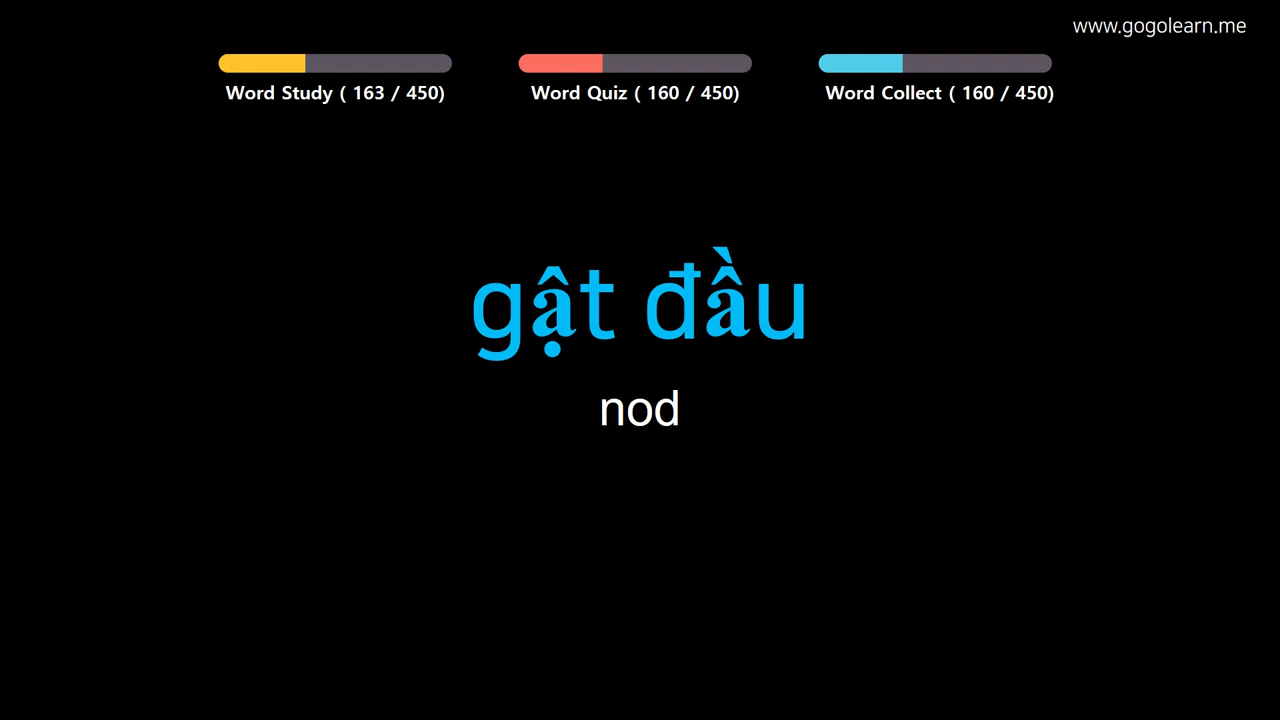 www.gogolearn.me
Word Study ( 163 / 450)
Word Quiz ( 160 / 450)
Word Collect ( 160 / 450)
gật đầu
nod